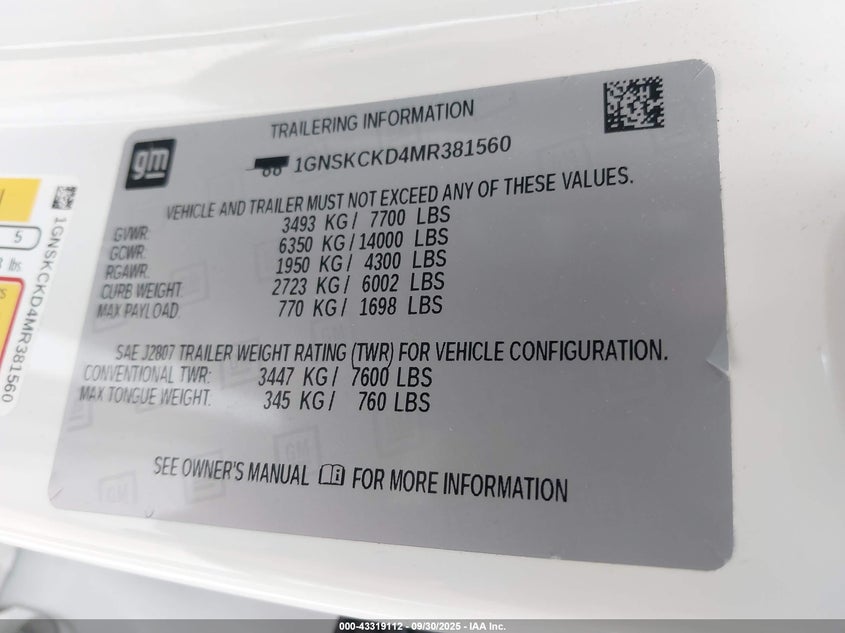 gm
TRAILERING INFORMATION
1GNSKCKD4MR381560
VEHICLE AND TRAILER MUST NOT EXCEED ANY OF THESE VALUES.
GVWR: 3493 KG/ 7700 LBS
GCWR: 6350 KG/14000 LBS
RGAWR: 1950 KG/ 4300 LBS
CURB WEIGHT: 2723 KG/ 6002 LBS
MAX PAYLOAD: 770 KG/ 1698 LBS
SAE J2807 TRAILER WEIGHT RATING (TWR) FOR VEHICLE CONFIGURATION.
CONVENTIONAL TWR: 3447 KG/ 7600 LBS
MAX TONGUE WEIGHT: 345 KG/ 760 LBS
SEE OWNER'S MANUAL FOR MORE INFORMATION
1GNSKCKD4MR381560
5
lbs
000-43319112 - 09/30/2025 - IAA Inc.